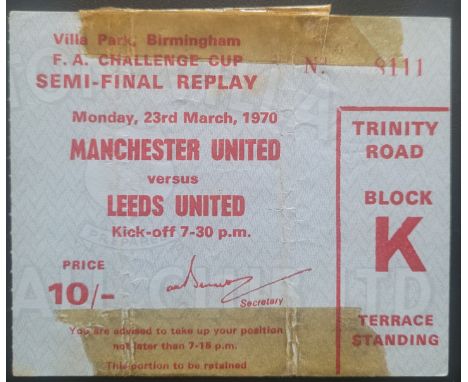 Villa Park, Birmingham
F. A. CHALLENGE CUP
Nº 8111
SEMI-FINAL REPLAY
Monday, 23rd March, 1970
MANCHESTER UNITED
versus
LEEDS UNITED
Kick-off 7-30 p.m.
PRICE
10/-
Secretary
You are advised to take up your position
not later than 7-15 p.m.
This portion to be retained
TRINITY
ROAD
BLOCK
K
TERRACE
STANDING